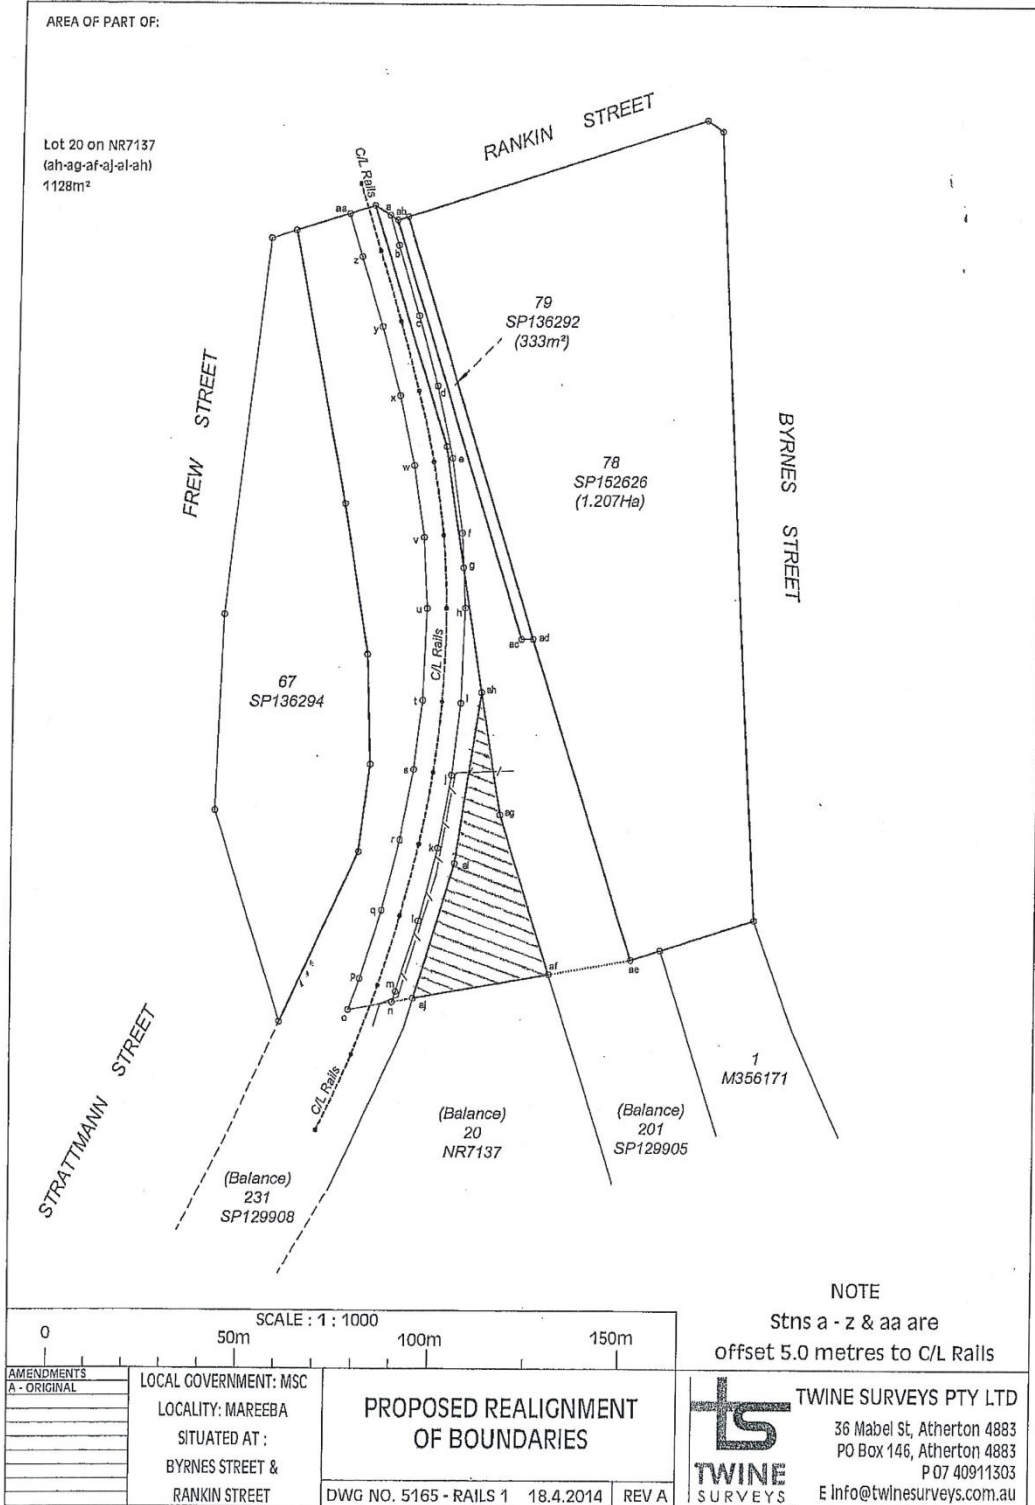 AREA OF PART OF:
Lot 20 on NR7137
(ah-ag-af-aj-ai-ah)
1128m²
RANKIN STREET
C/L Rails
aa
a
ab
z
b
y
c
79
SP136292
(333m²)
x
d
FREW STREET
BYRNES STREET
w
e
78
SP152626
(1.207Ha)
v
f
g
u
h
ac
ad
C/L Rails
67
SP136294
t
i
ah
s
j
ag
r
k
ai
q
l
p
m
af
ae
o
n
aj
C/L Rails
STRATTMANN STREET
1
M356171
(Balance)
20
NR7137
(Balance)
201
SP129905
(Balance)
231
SP129908
NOTE
Stns a - z & aa are
offset 5.0 metres to C/L Rails
SCALE : 1 : 1000
0 50m 100m 150m
AMENDMENTS
A - ORIGINAL
LOCAL GOVERNMENT: MSC
LOCALITY: MAREEBA
SITUATED AT :
BYRNES STREET &
RANKIN STREET
PROPOSED REALIGNMENT
OF BOUNDARIES
DWG NO. 5165 - RAILS 1 18.4.2014 REV A
ts
TWINE
SURVEYS
TWINE SURVEYS PTY LTD
36 Mabel St, Atherton 4883
PO Box 146, Atherton 4883
P 07 40911303
E info@twinesurveys.com.au